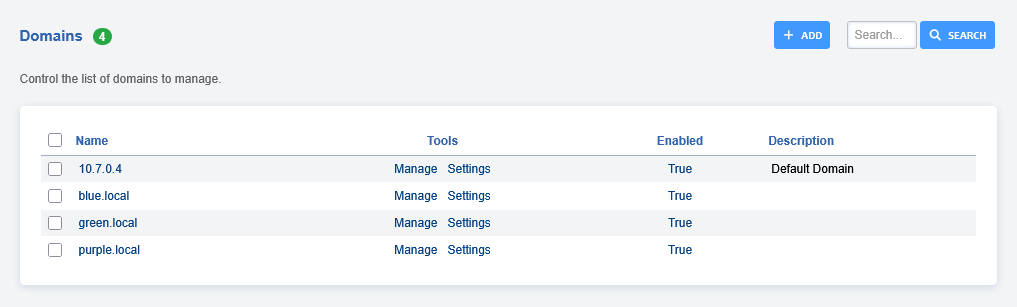 Domains 4 + ADD Search... SEARCH
Control the list of domains to manage.
Name Tools Enabled Description
10.7.0.4 Manage Settings True Default Domain
blue.local Manage Settings True
green.local Manage Settings True
purple.local Manage Settings True